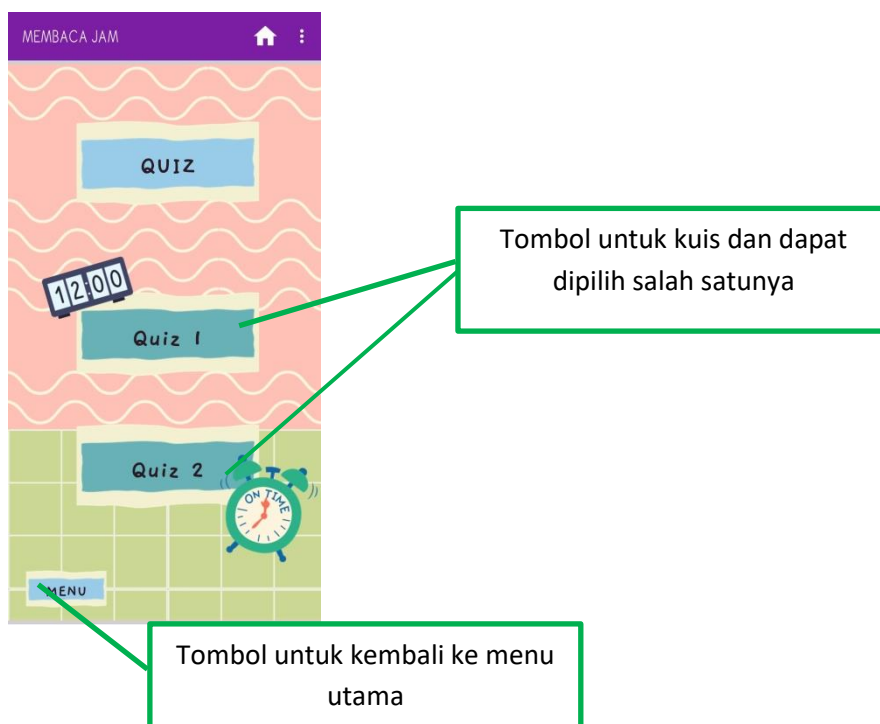 MEMBACA JAM
QUIZ
Tombol untuk kuis dan dapat
dipilih salah satunya
12:00
Quiz 1
Quiz 2
ON TIME
MENU
Tombol untuk kembali ke menu
utama